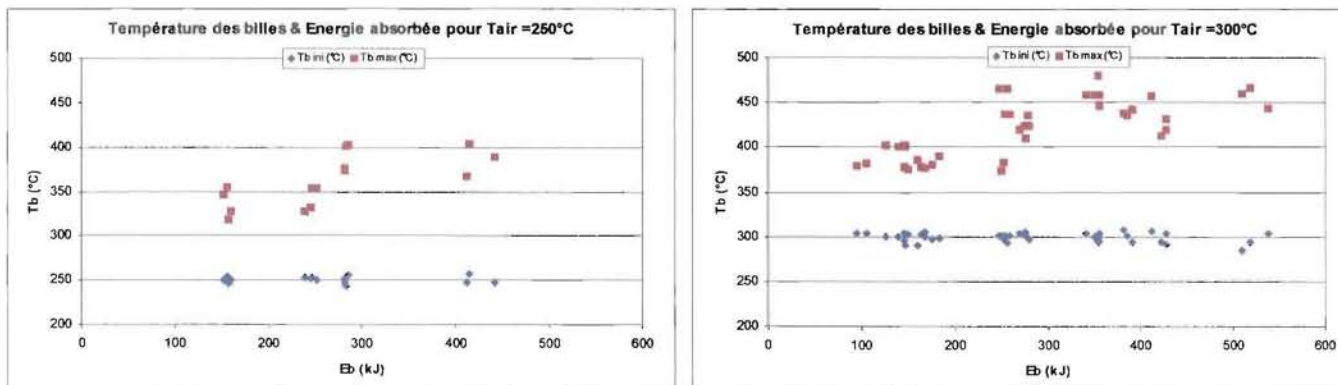 Température des billes & Energie absorbée pour Tair =250°C
Tb ini (°C) Tb max (°C)
500
450
400
350
300
250
200
0 100 200 300 400 500 600
Tb (°C)
Eb (kJ)
Température des billes & Energie absorbée pour Tair =300°C
Tb ini (°C) Tb max (°C)
500
450
400
350
300
250
200
0 100 200 300 400 500 600
Tb (°C)
Eb (kJ)